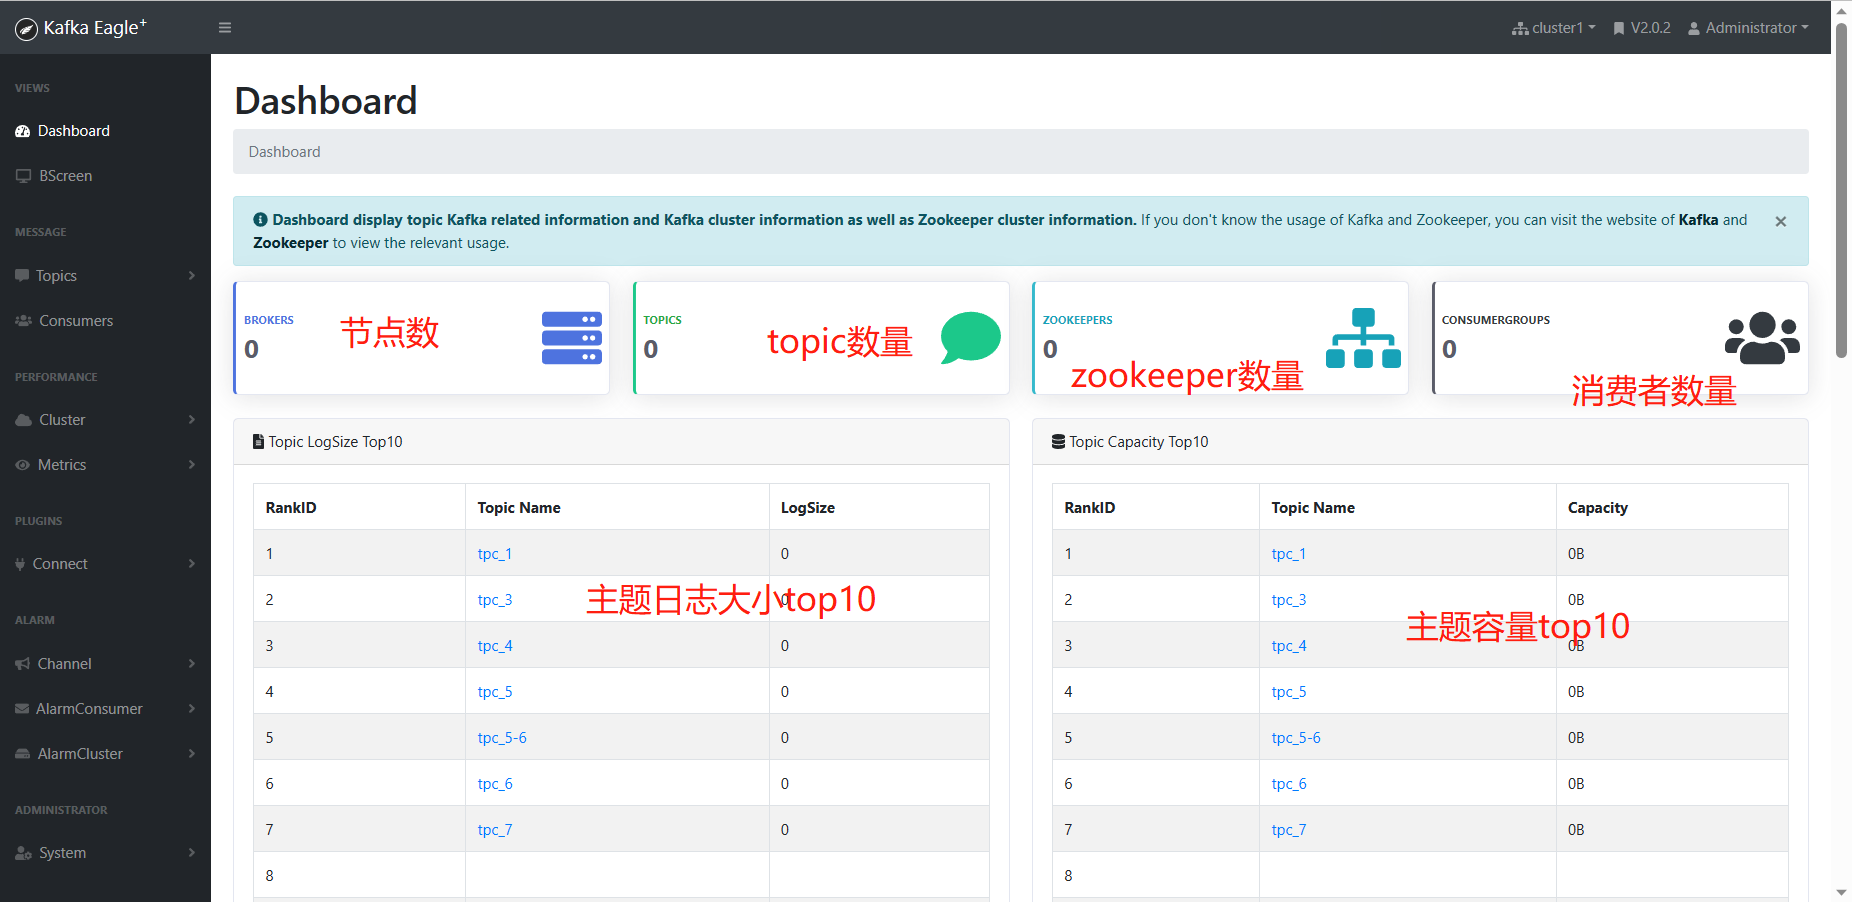 Kafka Eagle+
cluster1
V2.0.2
Administrator
VIEWS
Dashboard
BScreen
MESSAGE
Topics
Consumers
PERFORMANCE
Cluster
Metrics
PLUGINS
Connect
ALARM
Channel
AlarmConsumer
AlarmCluster
ADMINISTRATOR
System
Dashboard
Dashboard
Dashboard display topic Kafka related information and Kafka cluster information as well as Zookeeper cluster information. If you don't know the usage of Kafka and Zookeeper, you can visit the website of Kafka and
Zookeeper to view the relevant usage.
×
BROKERS
0
节点数
TOPICS
0
topic数量
ZOOKEEPERS
0
zookeeper数量
CONSUMERGROUPS
0
消费者数量
Topic LogSize Top10
RankID Topic Name LogSize
1 tpc_1 0
2 tpc_3 0
主题日志大小top10
3 tpc_4 0
4 tpc_5 0
5 tpc_5-6 0
6 tpc_6 0
7 tpc_7 0
8
Topic Capacity Top10
RankID Topic Name Capacity
1 tpc_1 0B
2 tpc_3 0B
主题容量top10
3 tpc_4 0B
4 tpc_5 0B
5 tpc_5-6 0B
6 tpc_6 0B
7 tpc_7 0B
8